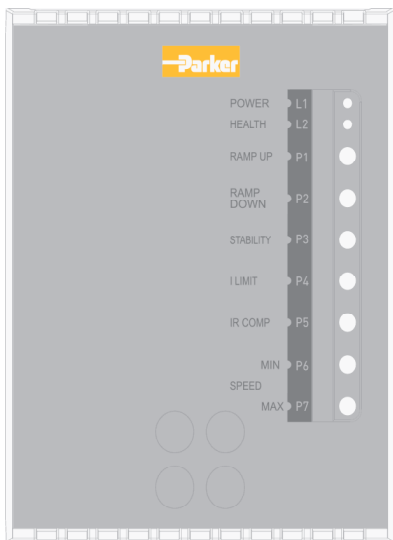 Parker
POWER L1
HEALTH L2
RAMP UP P1
RAMP
DOWN P2
STABILITY P3
I LIMIT P4
IR COMP P5
MIN P6
SPEED
MAX P7